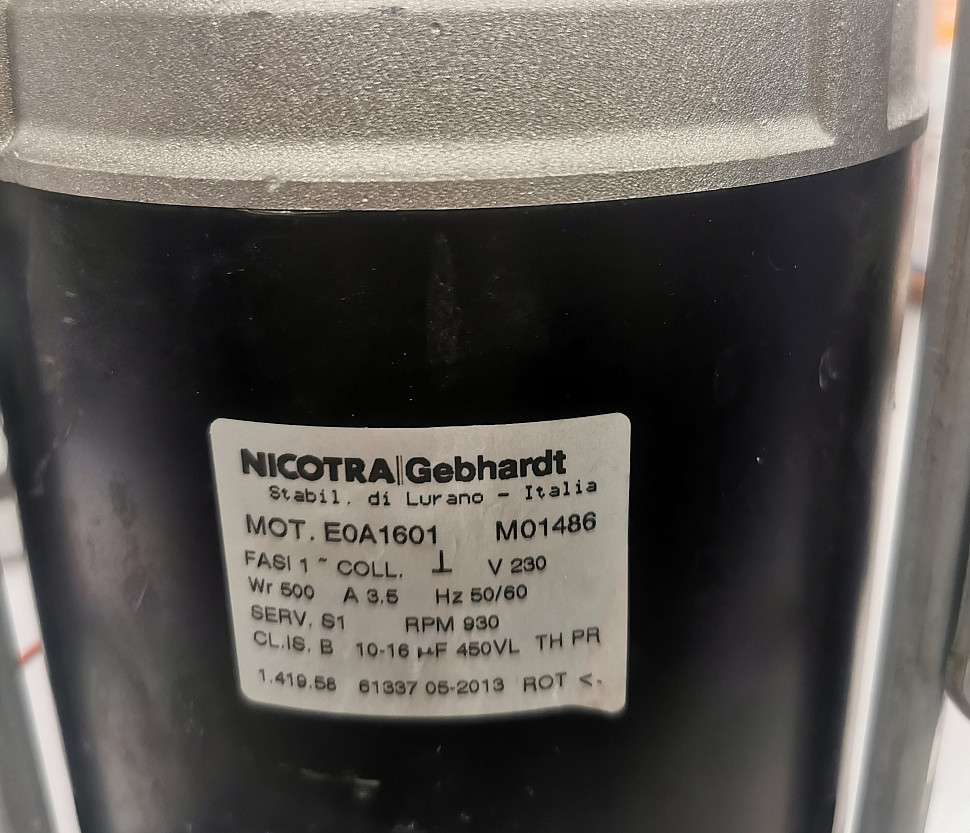 NICOTRA||Gebhardt
Stabil. di Lurano - Italia
MOT. E0A1601 M01486
FASI 1~ COLL. ⊥ V 230
Wr 500 A 3,5 Hz 50/60
SERV. S1 RPM 930
CL.IS. B 10-16 µF 450VL TH PR
1.419.58 61337 05-2013 ROT <-